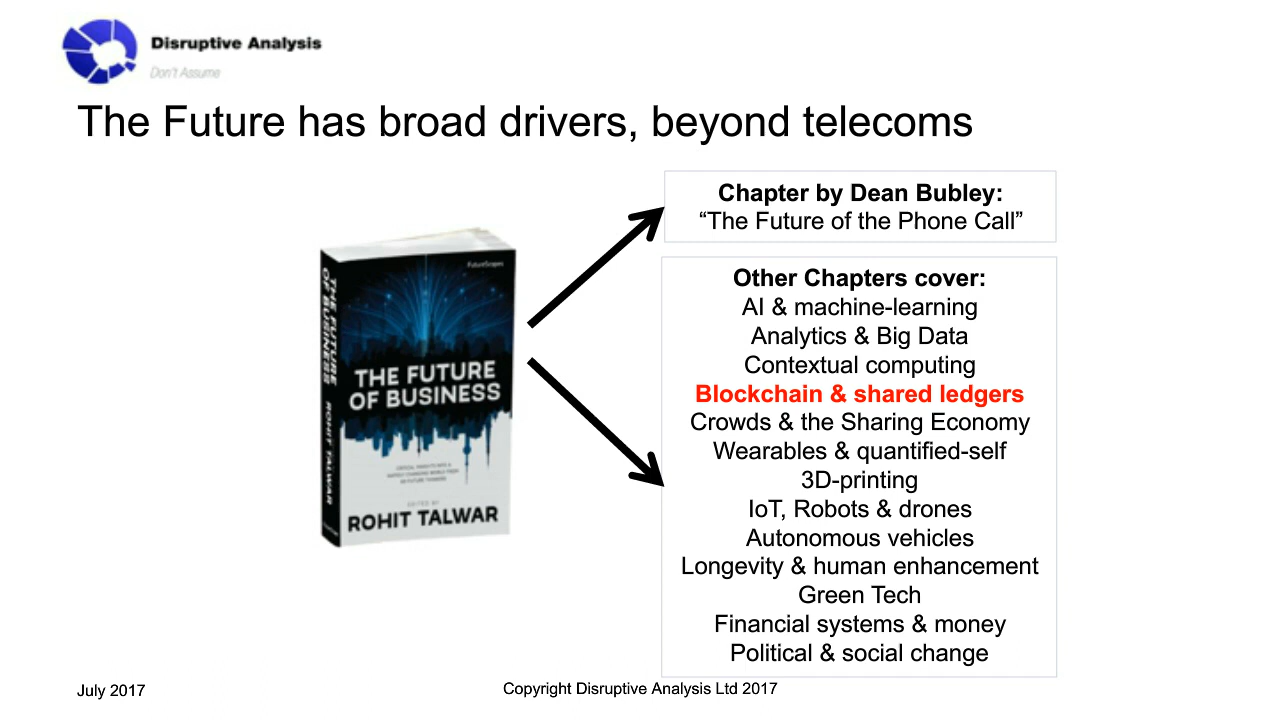 Disruptive Analysis
Don't Assume
The Future has broad drivers, beyond telecoms
Chapter by Dean Bubley:
“The Future of the Phone Call”
Other Chapters cover:
AI & machine-learning
Analytics & Big Data
Contextual computing
Blockchain & shared ledgers
Crowds & the Sharing Economy
Wearables & quantified-self
3D-printing
IoT, Robots & drones
Autonomous vehicles
Longevity & human enhancement
Green Tech
Financial systems & money
Political & social change
THE FUTURE
OF BUSINESS
ROHIT TALWAR
FutureScapes
THE FUTURE
OF BUSINESS
EDITED BY
ROHIT TALWAR
July 2017
Copyright Disruptive Analysis Ltd 2017